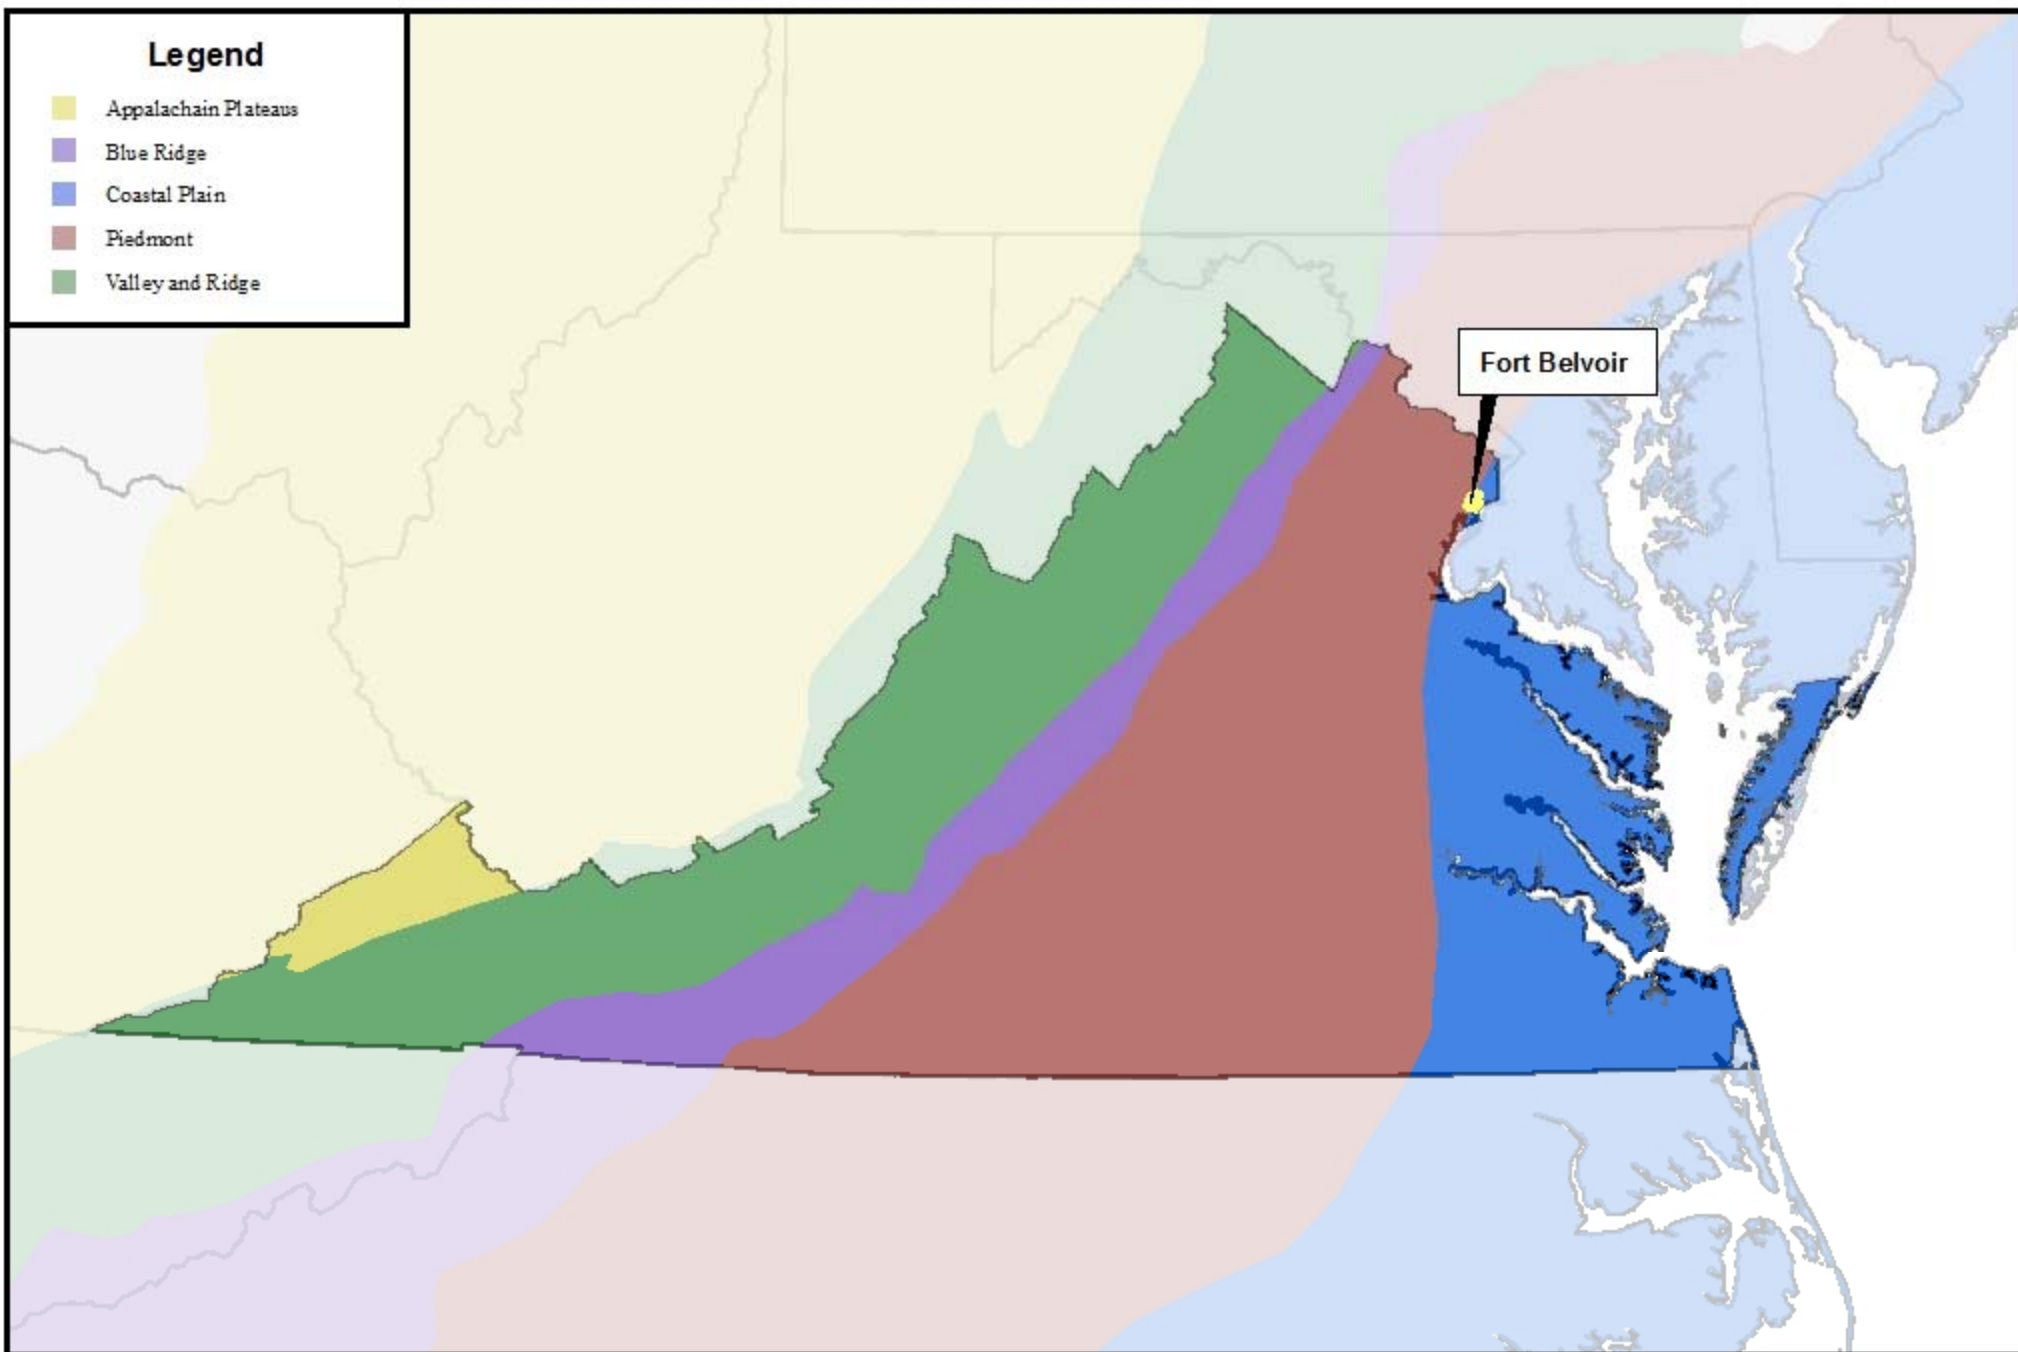 Legend
Appalachain Plateaus
Blue Ridge
Coastal Plain
Piedmont
Valley and Ridge
Fort Belvoir